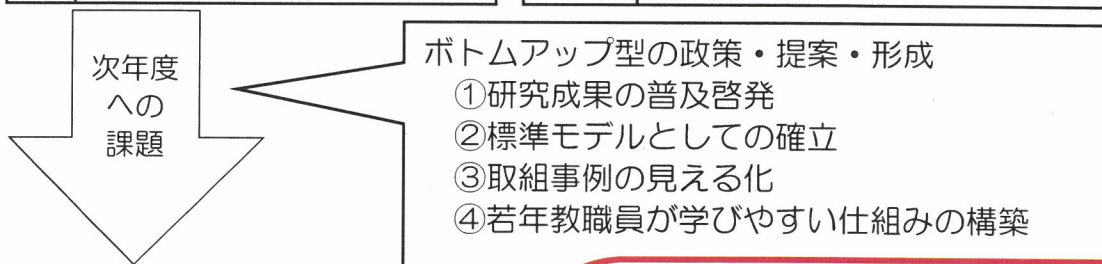 次年度
への
課題
ボトムアップ型の政策・提案・形成
①研究成果の普及啓発
②標準モデルとしての確立
③取組事例の見える化
④若年教職員が学びやすい仕組みの構築